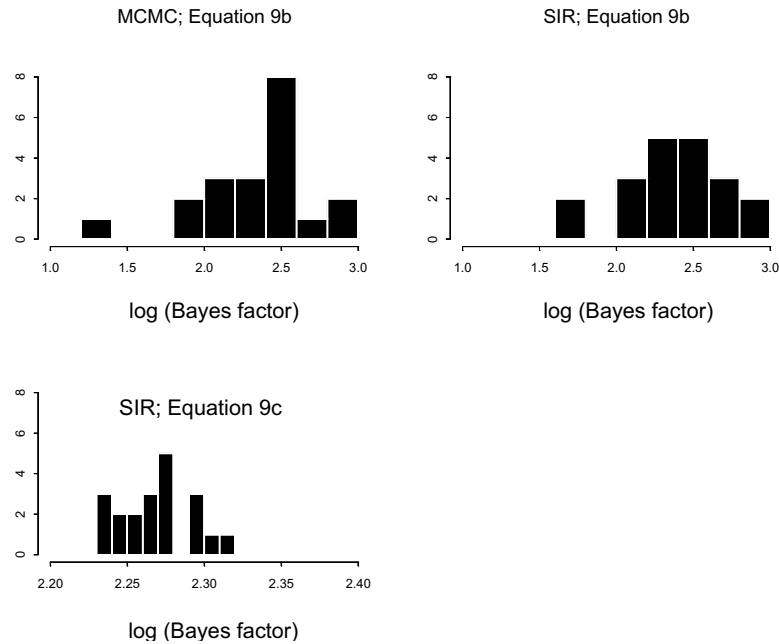 MCMC; Equation 9b
8
6
4
2
0
1.0 1.5 2.0 2.5 3.0
log (Bayes factor)
SIR; Equation 9b
8
6
4
2
0
1.0 1.5 2.0 2.5 3.0
log (Bayes factor)
SIR; Equation 9c
8
6
4
2
0
2.20 2.25 2.30 2.35 2.40
log (Bayes factor)